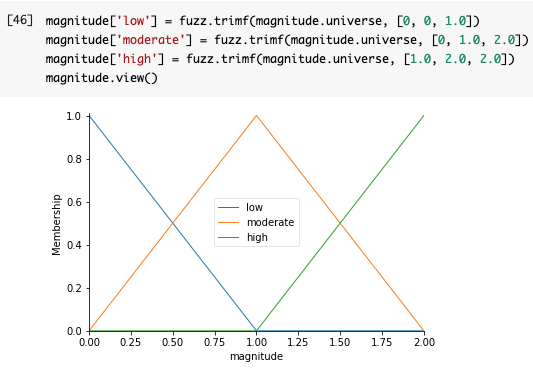 [46] magnitude['low'] = fuzz.trimf(magnitude.universe, [0, 0, 1.0])
magnitude['moderate'] = fuzz.trimf(magnitude.universe, [0, 1.0, 2.0])
magnitude['high'] = fuzz.trimf(magnitude.universe, [1.0, 2.0, 2.0])
magnitude.view()
1.0
0.8
0.6
0.4
0.2
0.0
Membership
low
moderate
high
0.00 0.25 0.50 0.75 1.00 1.25 1.50 1.75 2.00
magnitude